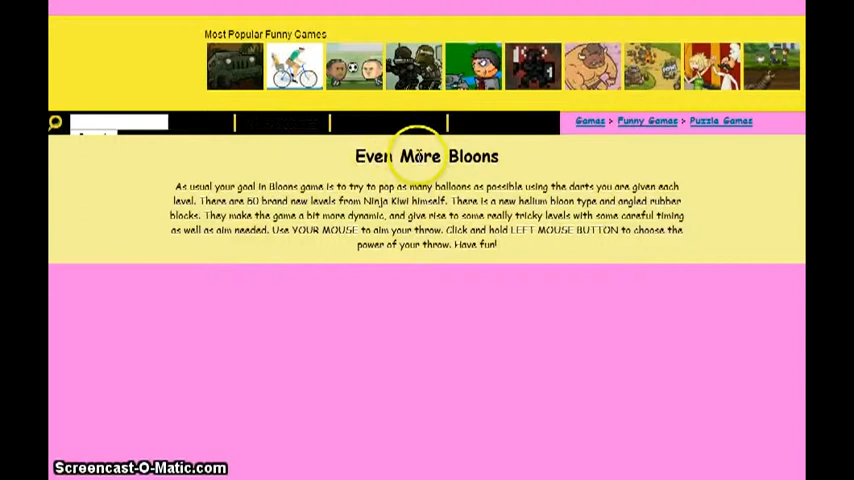 Most Popular Funny Games
Games > Funny Games > Puzzle Games
Even More Bloons
As usual your goal in Bloons game is to try to pop as many balloons as possible using the darts you are given each
level. There are 50 brand new levels from Ninja Kiwi himself. There is a new helium bloon type and angled rubber
blocks. They make the game a bit more dynamic, and give rise to some really tricky levels with some careful timing
as well as aim needed. Use YOUR MOUSE to aim your throw. Click and hold LEFT MOUSE BUTTON to choose the
power of your throw. Have fun!
Screencast-O-Matic.com